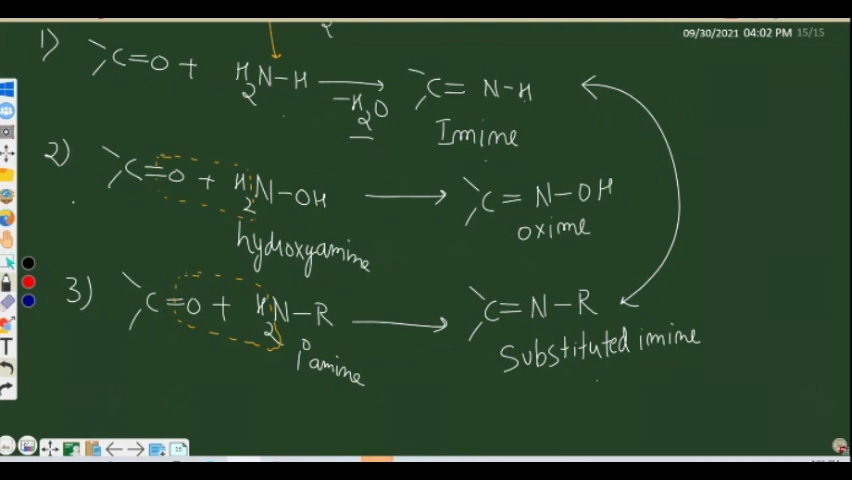 09/30/2021 04:02 PM 15/15
1) C=O + H2N-H → C=N-H
-H2O
Imine
2) C=O + H2N-OH → C=N-OH
hydroxyamine oxime
3) C=O + H2N-R → C=N-R
1° amine Substituted imine